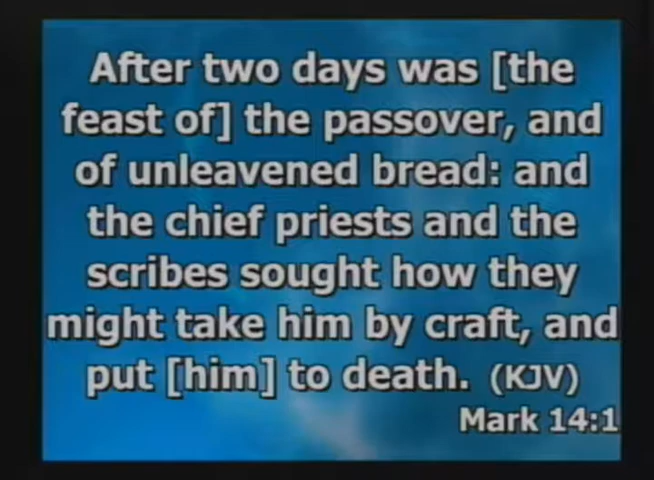 After two days was [the
feast of] the passover, and
of unleavened bread: and
the chief priests and the
scribes sought how they
might take him by craft, and
put [him] to death. (KJV)
Mark 14:1